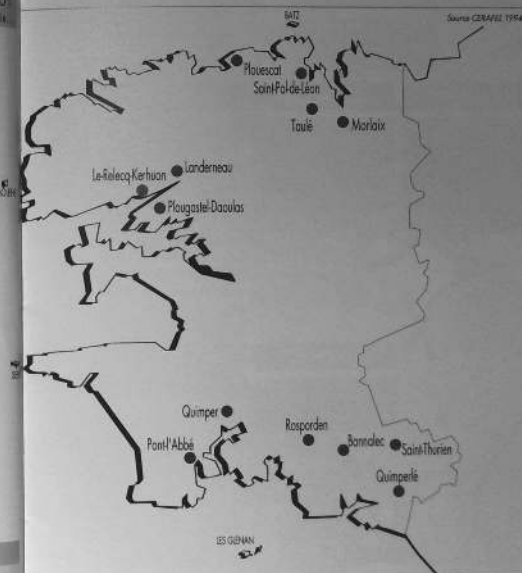 BATZ
Source CERAFEL 1994
Plouescat
Saint-Pol-de-Léon
Taulé
Morlaix
Landerneau
Le-Relecq-Kerhuon
Plougastel-Daoulas
Quimper
Rosporden
Bannalec
Saint-Thurien
Pont-l'Abbé
Quimperlé
LES GLENAN